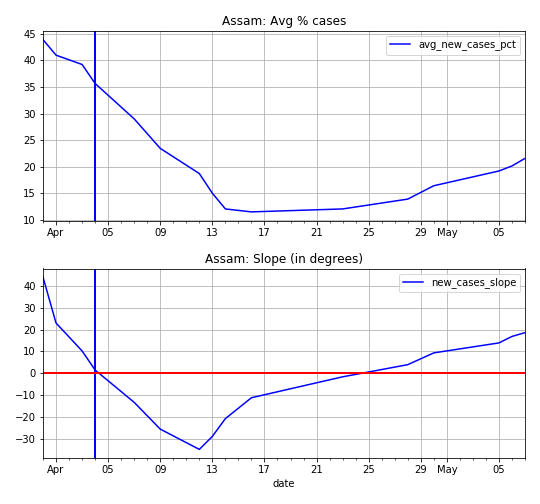 Assam: Avg % cases
45
40
35
30
25
20
15
10
avg_new_cases_pct
Apr 05 09 13 17 21 25 29 May 05
Assam: Slope (in degrees)
40
30
20
10
0
−10
−20
−30
new_cases_slope
Apr 05 09 13 17 21 25 29 May 05
date